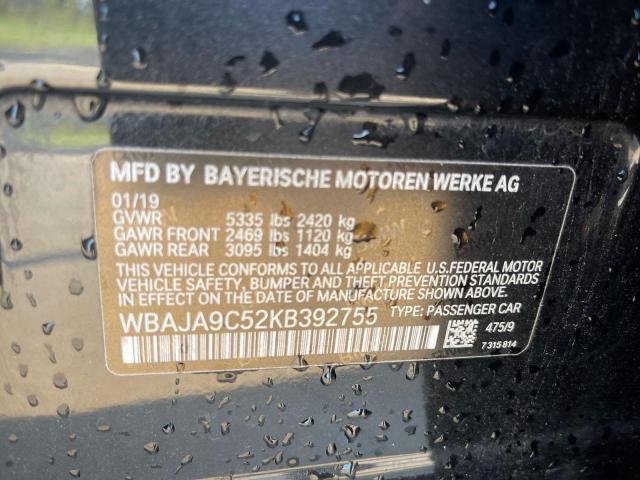 MFD BY BAYERISCHE MOTOREN WERKE AG
01/19
GVWR 5335 lbs 2420 kg
GAWR FRONT 2469 lbs 1120 kg
GAWR REAR 3095 lbs 1404 kg
THIS VEHICLE CONFORMS TO ALL APPLICABLE U.S.FEDERAL MOTOR
VEHICLE SAFETY, BUMPER AND THEFT PREVENTION STANDARDS
IN EFFECT ON THE DATE OF MANUFACTURE SHOWN ABOVE.
WBAJA9C52KB392755 TYPE: PASSENGER CAR
475/9
7 315 814